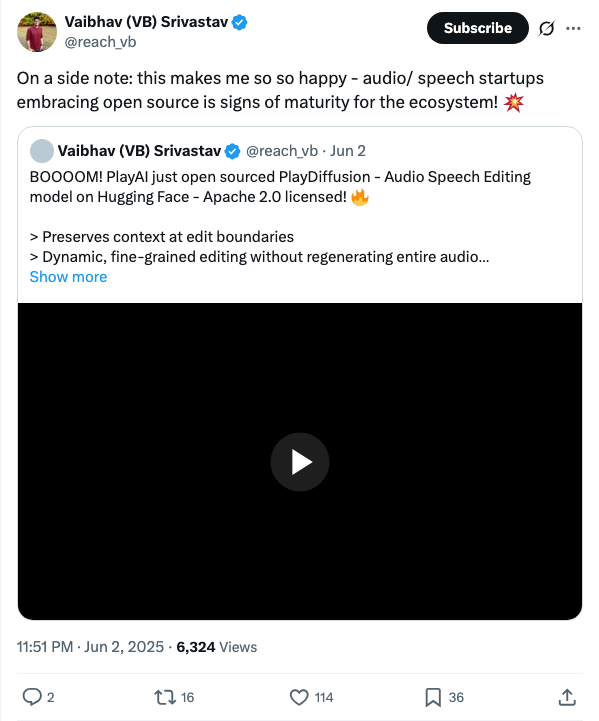 Vaibhav (VB) Srivastav
@reach_vb
Subscribe
On a side note: this makes me so so happy - audio/ speech startups
embracing open source is signs of maturity for the ecosystem! 💥
Vaibhav (VB) Srivastav @reach_vb · Jun 2
BOOOOM! PlayAI just open sourced PlayDiffusion - Audio Speech Editing
model on Hugging Face - Apache 2.0 licensed! 🔥
> Preserves context at edit boundaries
> Dynamic, fine-grained editing without regenerating entire audio...
Show more
11:51 PM · Jun 2, 2025 · 6,324 Views
2 16 114 36